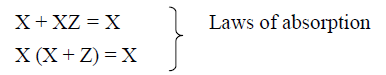 X + XZ = X
X (X + Z) = X
Laws of absorption